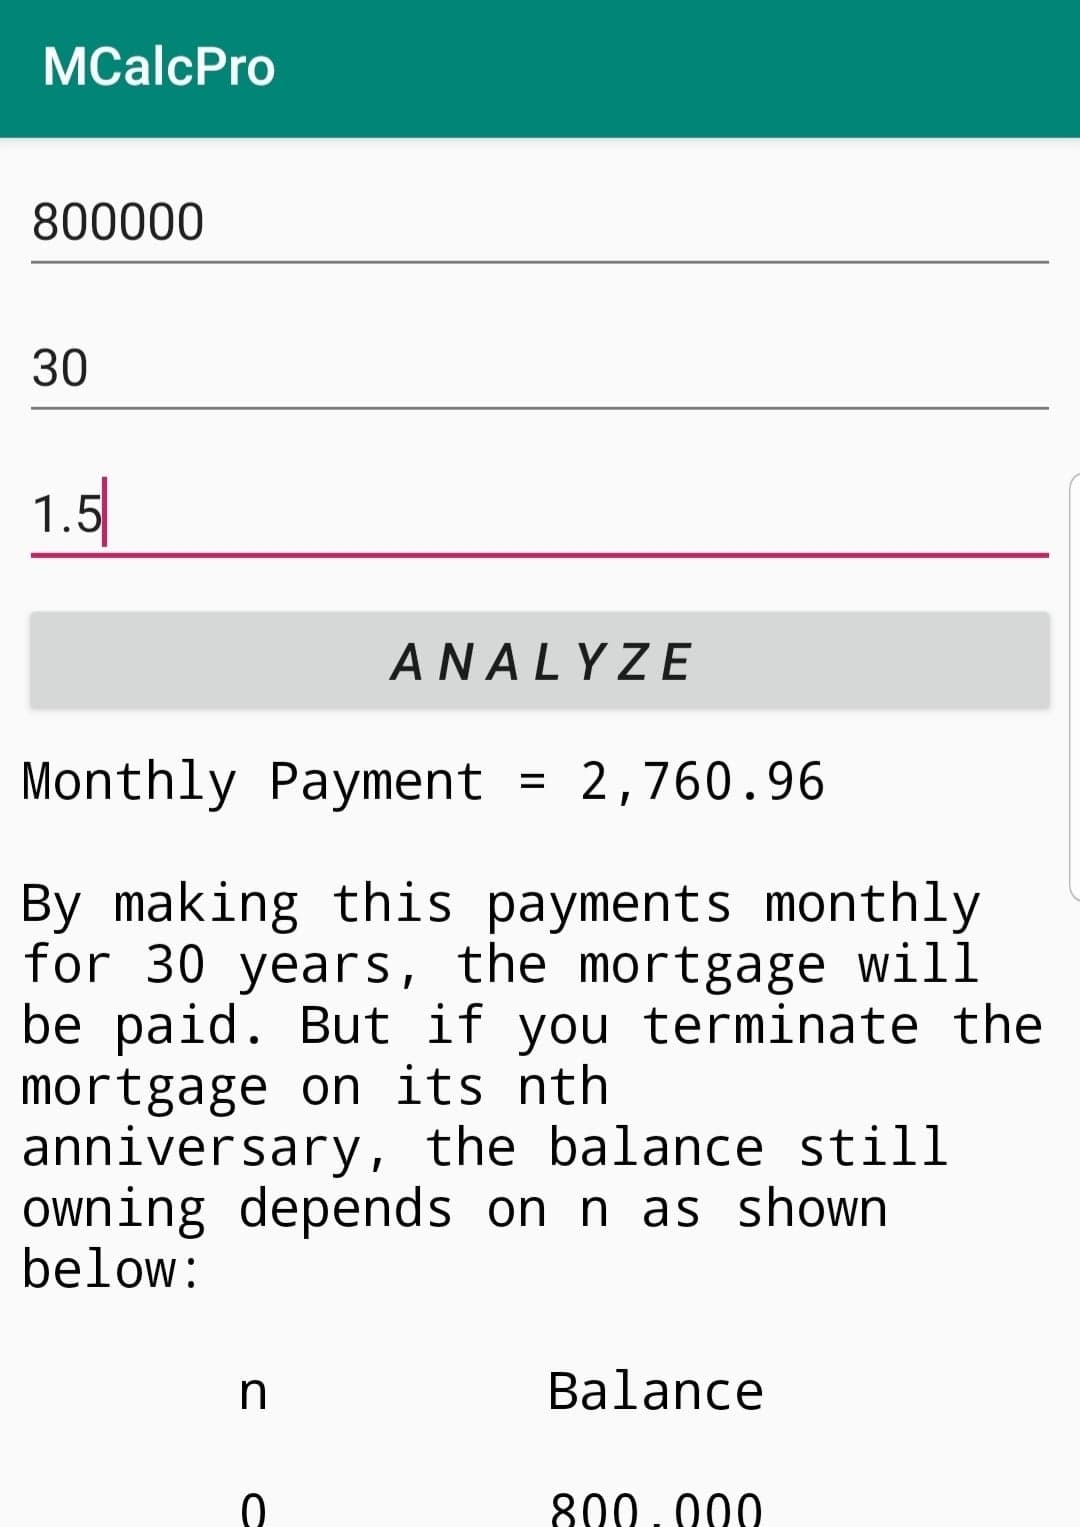 MCalcPro
800000
30
1.5
ANALYZE
Monthly Payment = 2,760.96
By making this payments monthly
for 30 years, the mortgage will
be paid. But if you terminate the
mortgage on its nth
anniversary, the balance still
owning depends on n as shown
below:
n Balance
0 800,000